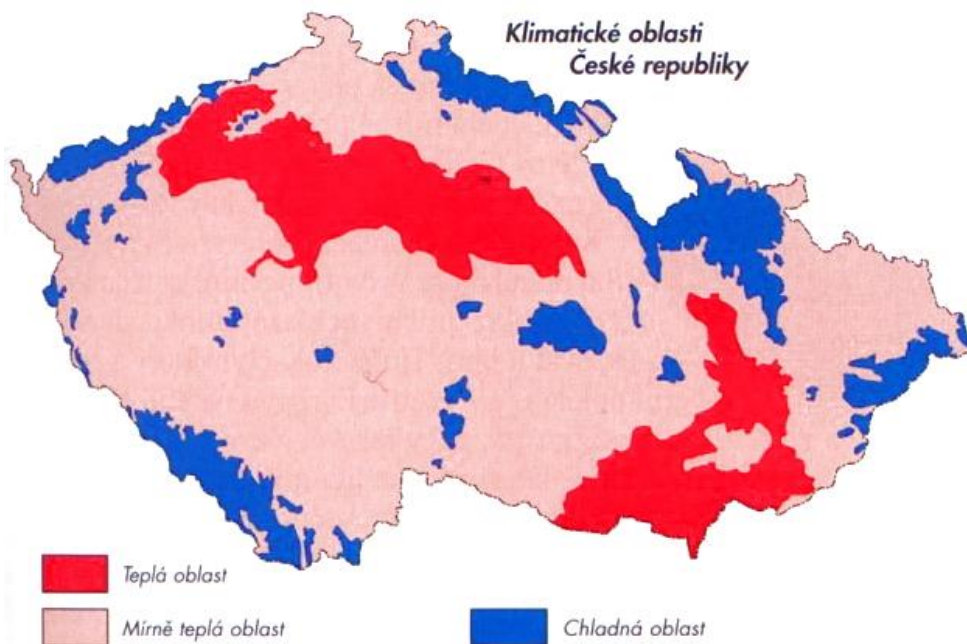 Klimatické oblasti
České republiky
Teplá oblast
Mírně teplá oblast
Chladná oblast